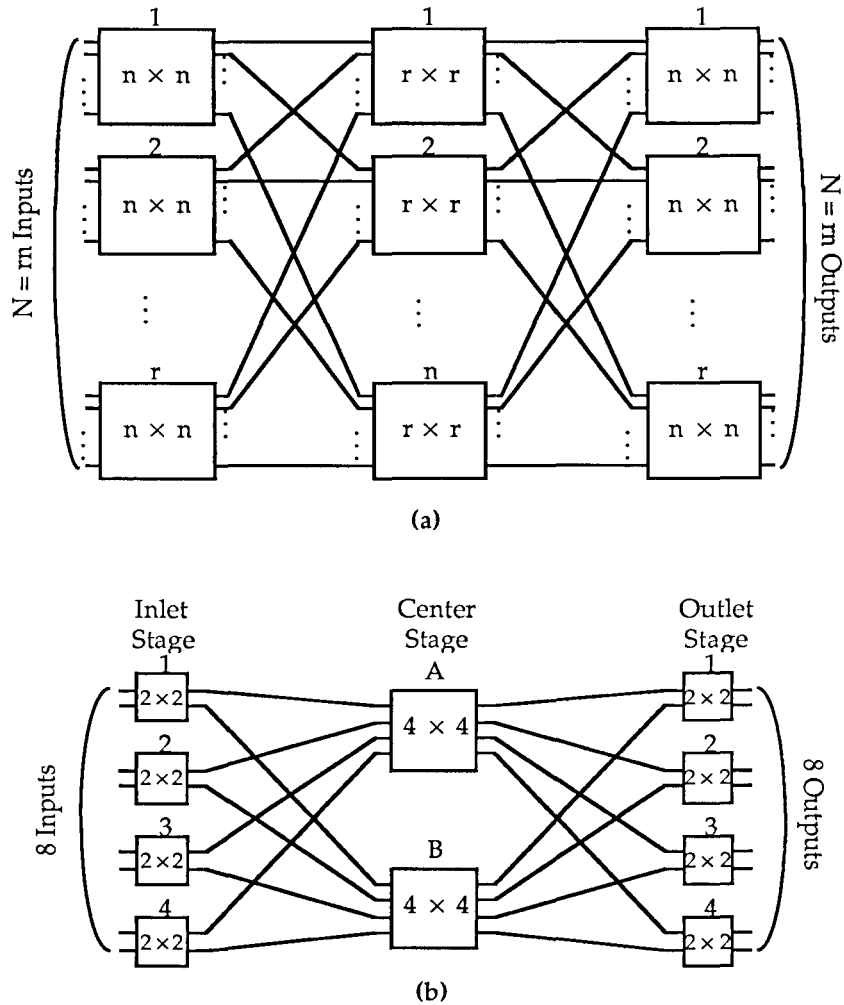 1 1 1
n × n r × r n × n
2 2 2
n × n r × r n × n
N = rn Inputs
N = rn Outputs
r n r
n × n r × r n × n
(a)
Inlet Stage
Center Stage
Outlet Stage
1 A 1
2×2 4 × 4 2×2
2 2
2×2 2×2
8 Inputs
8 Outputs
3 3
2×2 2×2
B
4 × 4
4 4
2×2 2×2
(b)